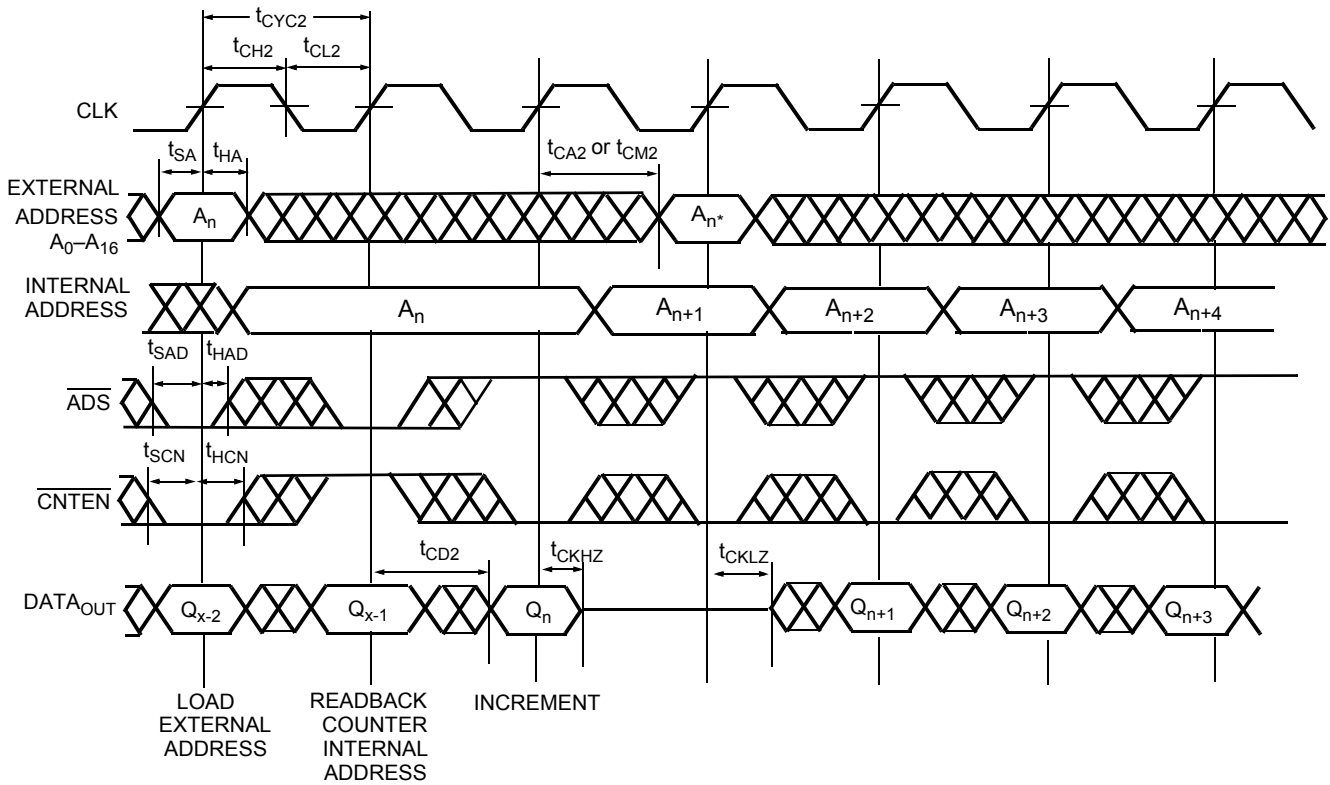 tCYC2
tCH2 tCL2
CLK
tSA tHA tCA2 or tCM2
EXTERNAL
ADDRESS
A0–A16
An An*
INTERNAL
ADDRESS
An An+1 An+2 An+3 An+4
tSAD tHAD
ADS
tSCN tHCN
CNTEN
tCD2 tCKHZ tCKLZ
DATAOUT
Qx-2 Qx-1 Qn Qn+1 Qn+2 Qn+3
LOAD
EXTERNAL
ADDRESS
READBACK
COUNTER
INTERNAL
ADDRESS
INCREMENT